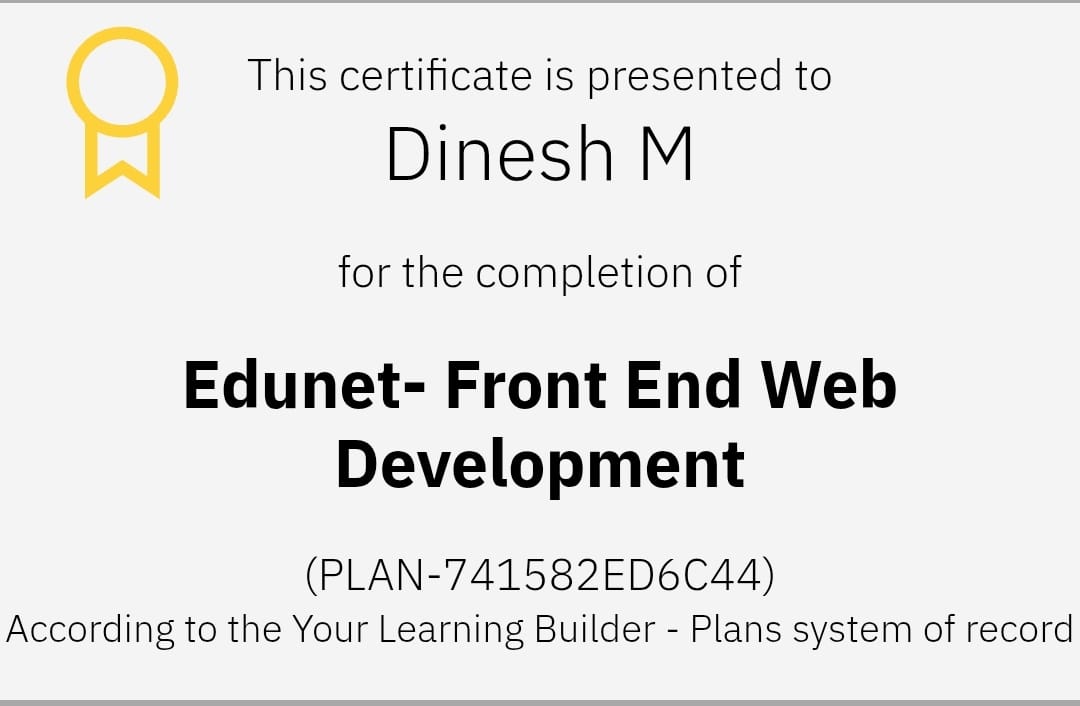 This certificate is presented to
Dinesh M
for the completion of
Edunet- Front End Web
Development
(PLAN-741582ED6C44)
According to the Your Learning Builder - Plans system of record